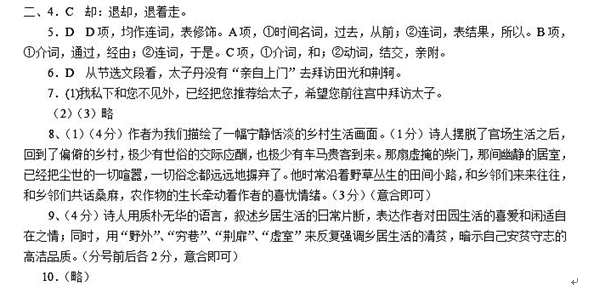 二、4．C　却：退却，退着走。
5．D　D项，均作连词，表修饰。A项，①时间名词，过去，从前；②连词，表结果，所以。B项，
①介词，通过，经由；②连词，于是。C项，①介词，和；②动词，结交，亲附。
6．D　从节选文段看，太子丹没有“亲自上门”去拜访田光和荆轲。
7．(1)我私下和您不见外，已经把您推荐给太子，希望您前往宫中拜访太子。
(2)(3)略
8、(1)(4分)作者为我们描绘了一幅宁静恬淡的乡村生活画面。(1分)诗人摆脱了官场生活之后，
回到了偏僻的乡村，极少有世俗的交际应酬，也极少有车马贵客到来。那扇虚掩的柴门，那间幽静的居室，
已经把尘世的一切喧嚣，一切俗念都远远地摒弃了。他时常沿着野草丛生的田间小路，和乡邻们来来往往，
和乡邻们共话桑麻，农作物的生长牵动着作者的喜忧情绪。(3分)(意合即可)
9、(4分)诗人用质朴无华的语言，叙述乡居生活的日常片断，表达作者对田园生活的喜爱和闲适自
在之情；同时，用“野外”、“穷巷”、“荆扉”、“虚室”来反复强调乡居生活的清贫，暗示自己安贫守志的
高洁品质。(分号前后各2分，意合即可)
10．(略)